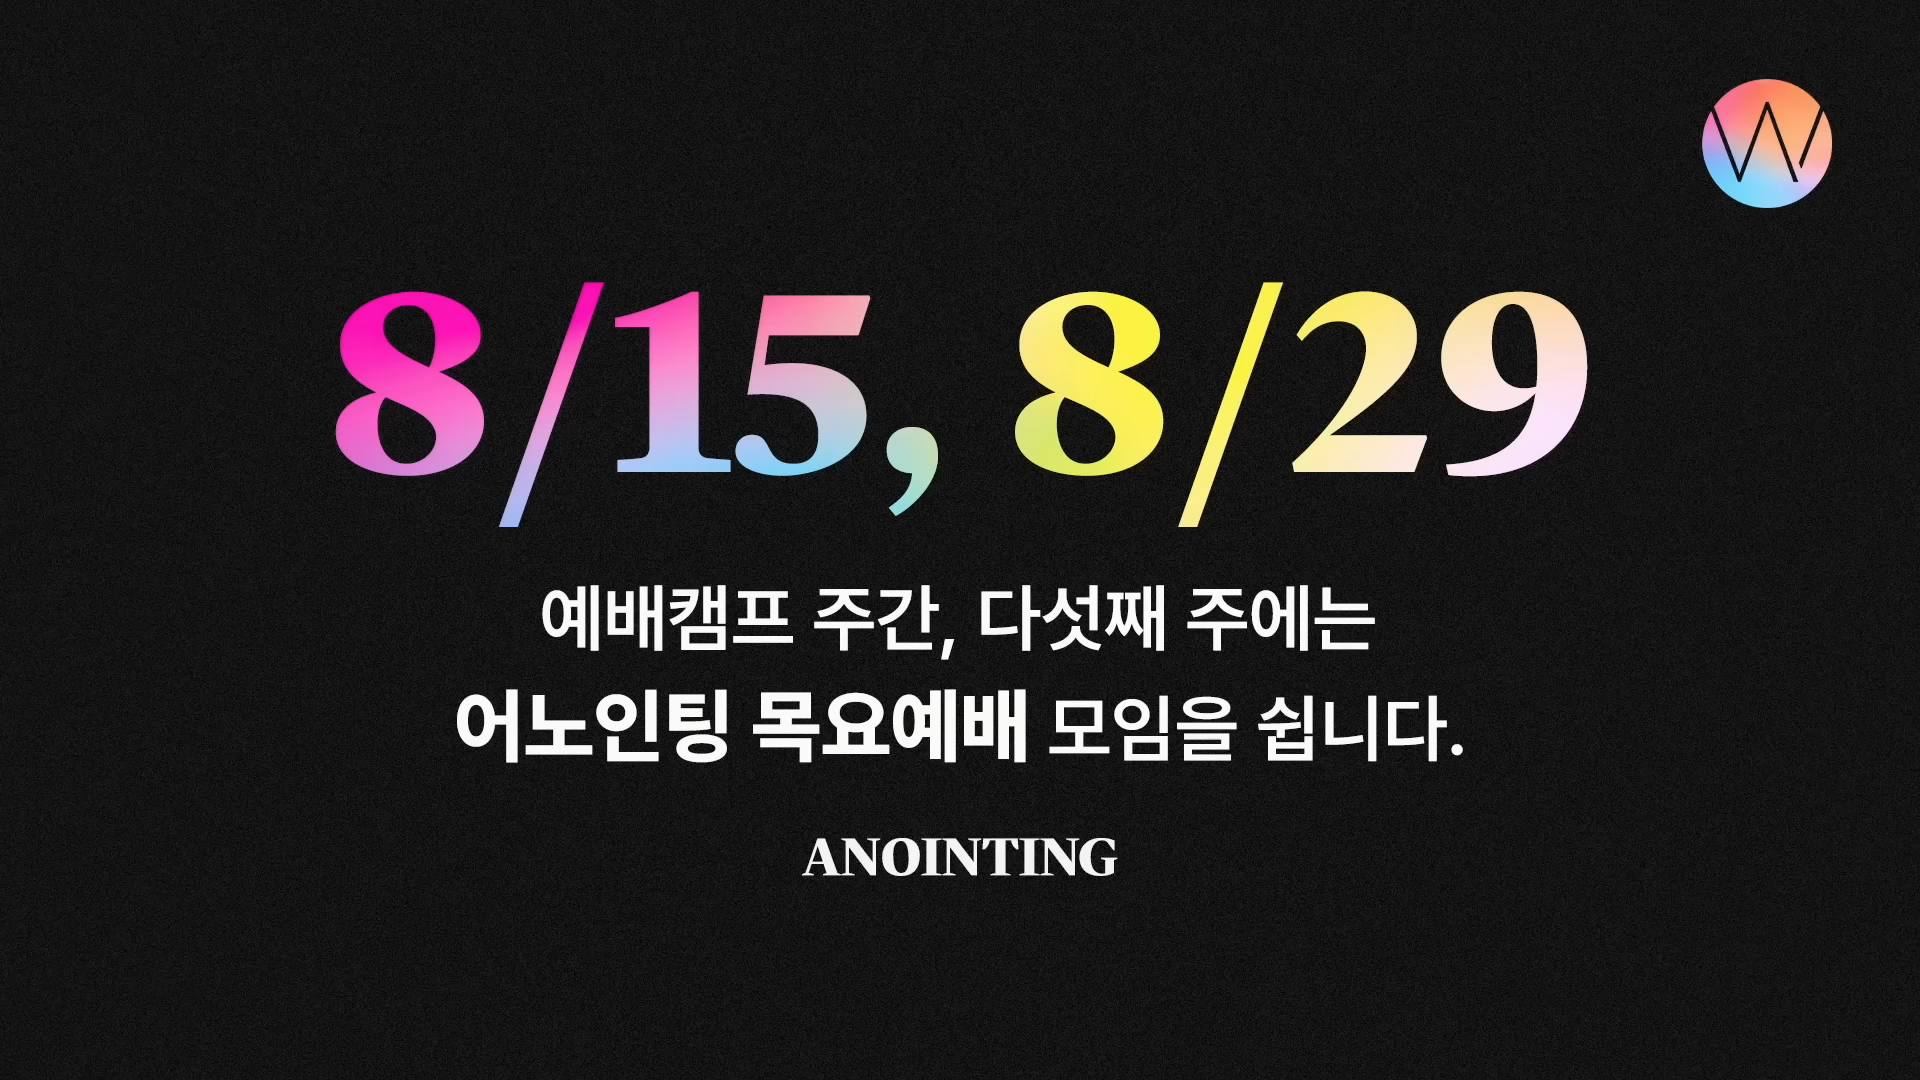 W
8/15, 8/29
예배캠프 주간, 다섯째 주에는
어노인팅 목요예배 모임을 쉽니다.
ANOINTING